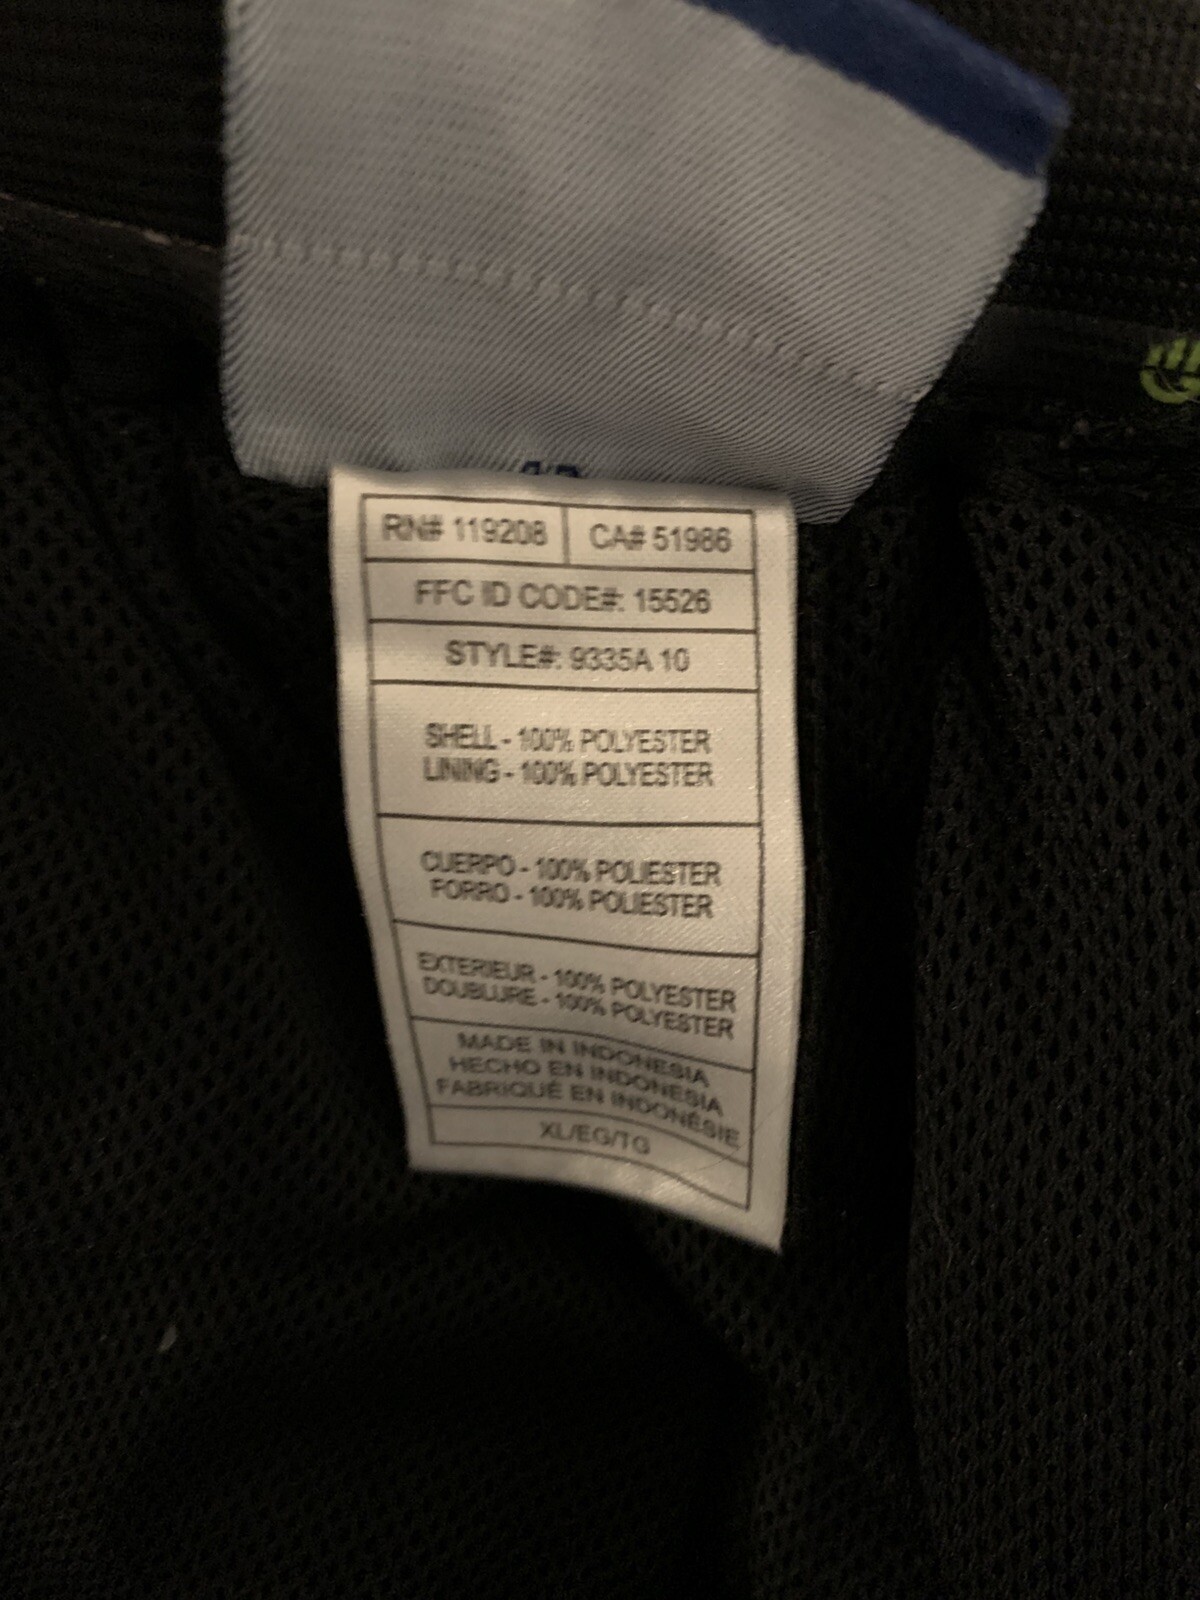 RN# 119208 CA# 51986
FFC ID CODE#: 15526
STYLE#: 9335A 10
SHELL - 100% POLYESTER
LINING - 100% POLYESTER
CUERPO - 100% POLIESTER
FORRO - 100% POLIESTER
EXTERIEUR - 100% POLYESTER
DOUBLURE - 100% POLYESTER
MADE IN INDONESIA
HECHO EN INDONESIA
FABRIQUÉ EN INDONÉSIE
XL/EG/TG